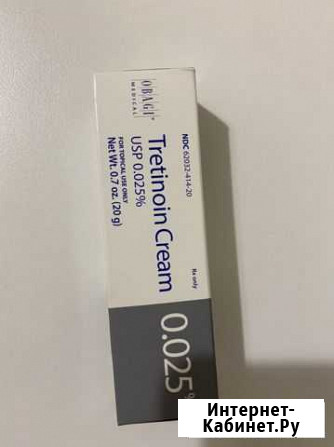 OBAGI®
MEDICAL
NDC 62032-414-20
Tretinoin Cream
USP 0.025%
FOR TOPICAL USE ONLY
Net Wt. 0.7 oz. (20 g)
Rx only
0.025%
Интернет-
Кабинет.Ру